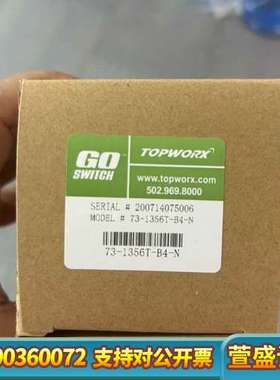 GO
SWITCH
TOPWORX
www.topworx.com
502.969.8000
SERIAL # 200714075006
MODEL # 73-1356T-B4-N
73-1356T-B4-N
00360072 支持对公开票 萱盛